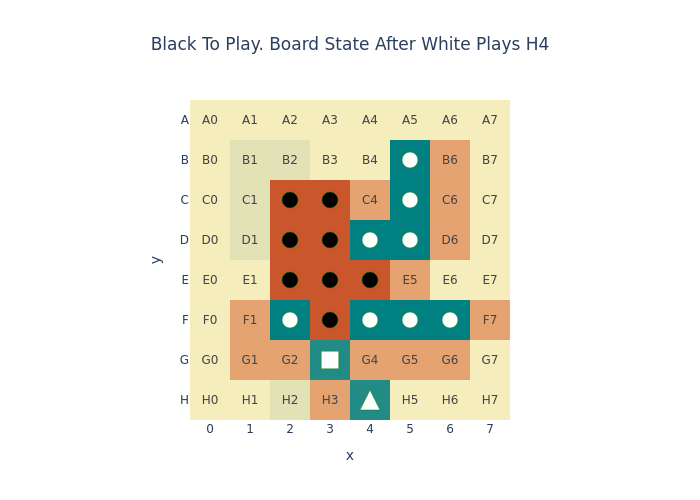 Black To Play. Board State After White Plays H4
A A0 A1 A2 A3 A4 A5 A6 A7
B B0 B1 B2 B3 B4 B6 B7
C C0 C1 C4 C6 C7
D D0 D1 D6 D7
y
E E0 E1 E5 E6 E7
F F0 F1 F7
G G0 G1 G2 G4 G5 G6 G7
H H0 H1 H2 H3 H5 H6 H7
0 1 2 3 4 5 6 7
x